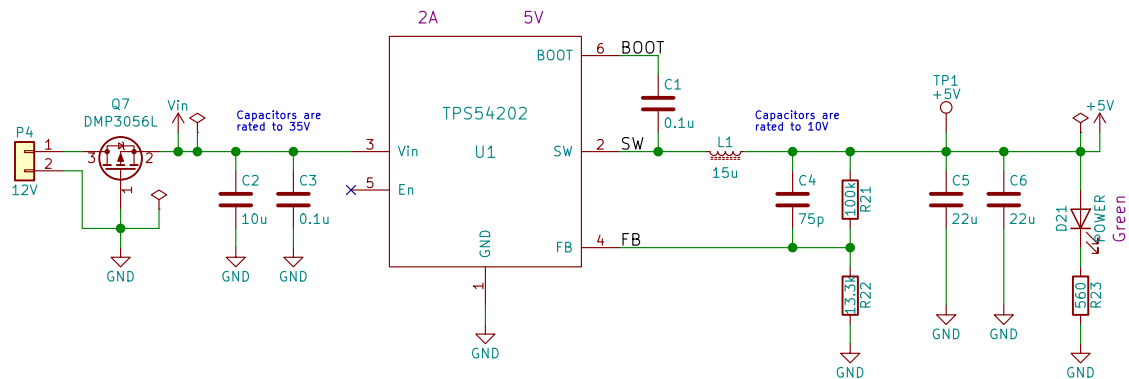 2A
5V
P4
1
2
12V
Q7
DMP3056L
3
2
1
GND
Vin
Capacitors are
rated to 35V
C2
10u
GND
C3
0.1u
GND
TPS54202
U1
3
Vin
5
En
BOOT
6
BOOT
SW
2
SW
FB
4
FB
GND
1
GND
C1
0.1u
L1
15u
Capacitors are
rated to 10V
C4
75p
100k
R21
13.3k
R22
GND
TP1
+5V
C5
22u
GND
C6
22u
GND
+5V
D21
POWER
Green
560
R23
GND